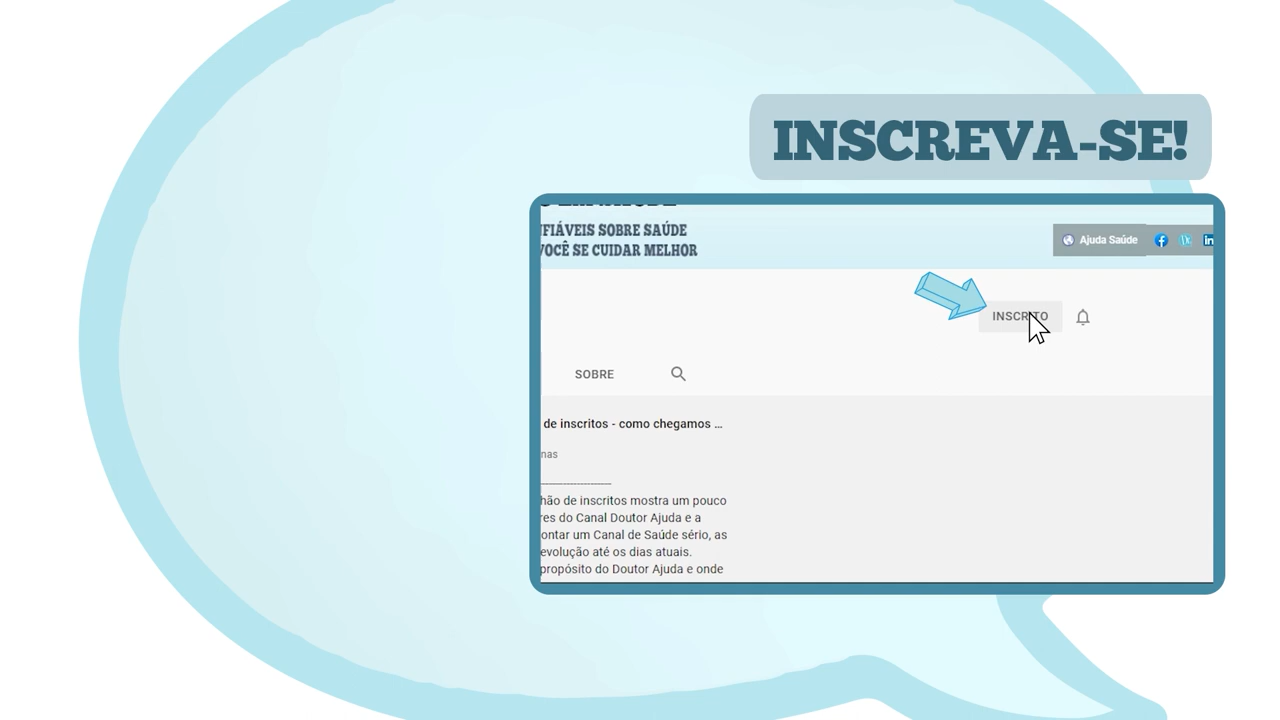 INSCREVA-SE!
FIÁVEIS SOBRE SAÚDE
VOCÊ SE CUIDAR MELHOR
Ajuda Saúde
INSCRITO
SOBRE
de inscritos - como chegamos ...
nas
hão de inscritos mostra um pouco
res do Canal Doutor Ajuda e a
ontar um Canal de Saúde sério, as
evolução até os dias atuais.
propósito do Doutor Ajuda e onde